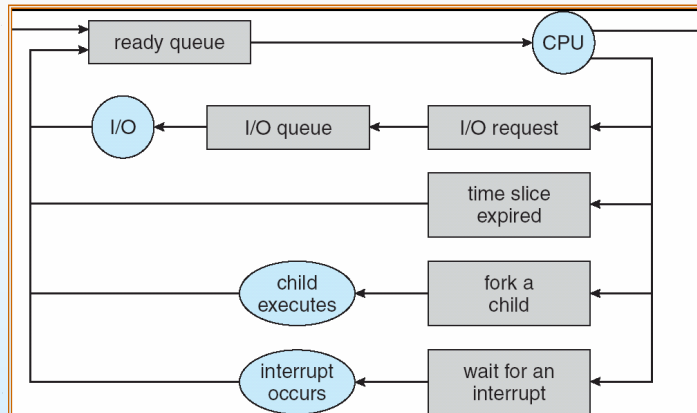 ready queue
CPU
I/O
I/O queue
I/O request
time slice
expired
child
executes
fork a
child
interrupt
occurs
wait for an
interrupt